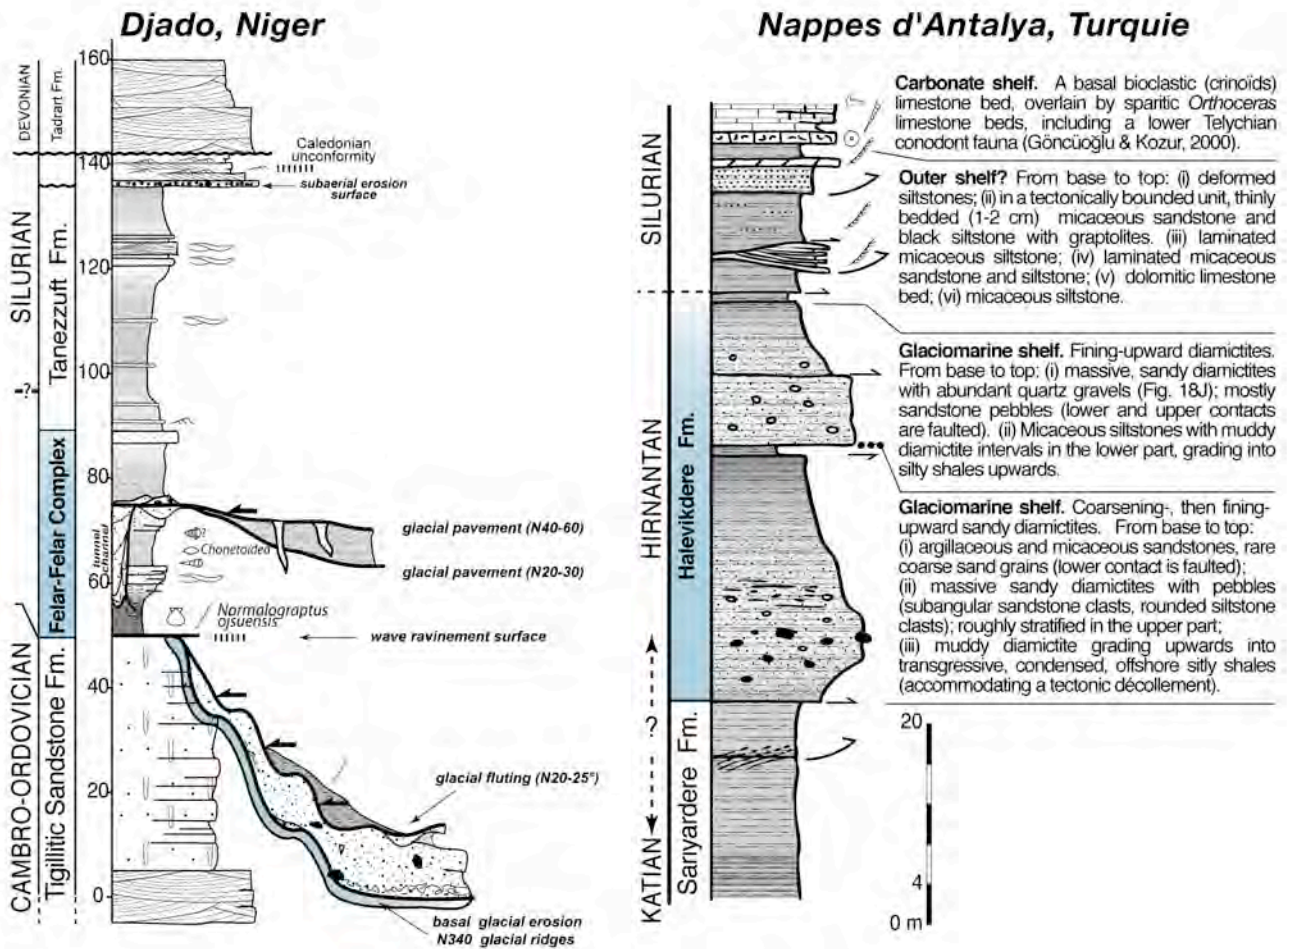 Djado, Niger
DEVONIAN
Tadrart Fm.
SILURIAN
Tanezzuft Fm.
-?-
Felar-Felar Complex
CAMBRO-ORDOVICIAN
Tigillitic Sandstone Fm.
160
140
120
100
80
60
40
20
0
Caledonian
unconformity
subaerial erosion
surface
tunnel
channel
?
Chonetoidea
glacial pavement (N40-60)
glacial pavement (N20-30)
Normalograptus
ojsuensis
wave ravinement surface
glacial fluting (N20-25°)
basal glacial erosion
N340 glacial ridges
Nappes d'Antalya, Turquie
SILURIAN
HIRNANTAN
?
KATIAN
Halevikdere Fm.
Sarıyardere Fm.
Carbonate shelf. A basal bioclastic (crinoïds)
limestone bed, overlain by sparitic Orthoceras
limestone beds, including a lower Telychian
conodont fauna (Göncüoğlu & Kozur, 2000).
Outer shelf? From base to top: (i) deformed
siltstones; (ii) in a tectonically bounded unit, thinly
bedded (1-2 cm) micaceous sandstone and
black siltstone with graptolites. (iii) laminated
micaceous siltstone; (iv) laminated micaceous
sandstone and siltstone; (v) dolomitic limestone
bed; (vi) micaceous siltstone.
Glaciomarine shelf. Fining-upward diamictites.
From base to top: (i) massive, sandy diamictites
with abundant quartz gravels (Fig. 18J); mostly
sandstone pebbles (lower and upper contacts
are faulted). (ii) Micaceous siltstones with muddy
diamictite intervals in the lower part, grading into
silty shales upwards.
Glaciomarine shelf. Coarsening-, then fining-
upward sandy diamictites. From base to top:
(i) argillaceous and micaceous sandstones, rare
coarse sand grains (lower contact is faulted);
(ii) massive sandy diamictites with pebbles
(subangular sandstone clasts, rounded siltstone
clasts); roughly stratified in the upper part;
(iii) muddy diamictite grading upwards into
transgressive, condensed, offshore sitly shales
(accommodating a tectonic décollement).
20
4
0 m